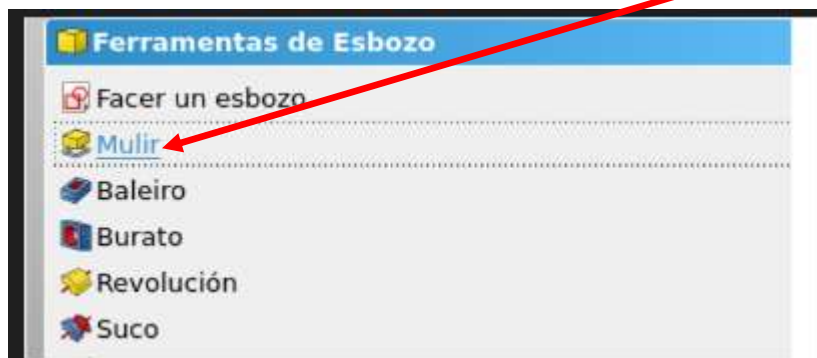 Ferramentas de Esbozo
Facer un esbozo
Mulir
Baleiro
Burato
Revolución
Suco